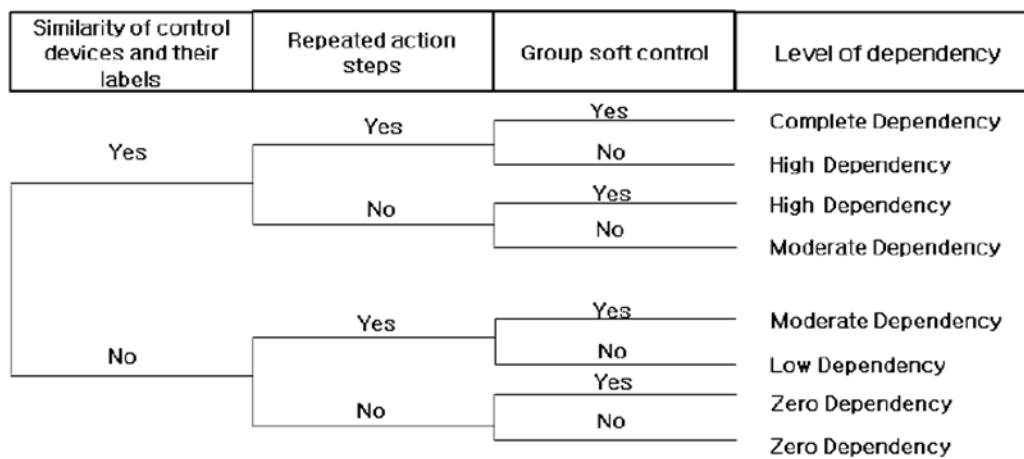 Similarity of control
devices and their
labels
Repeated action
steps
Group soft control
Level of dependency
Yes
Yes
Yes
Complete Dependency
No
High Dependency
No
Yes
High Dependency
No
Moderate Dependency
No
Yes
Yes
Moderate Dependency
No
Low Dependency
No
Yes
Zero Dependency
No
Zero Dependency